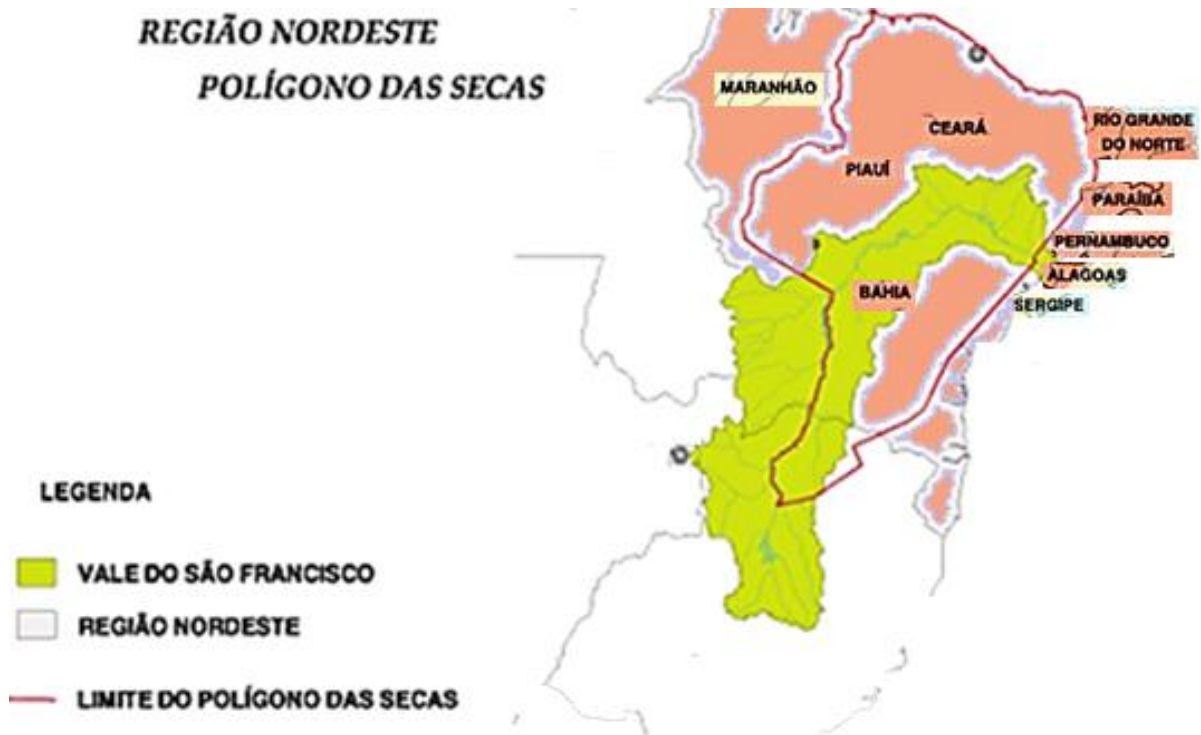 REGIÃO NORDESTE
POLÍGONO DAS SECAS
MARANHÃO
CEARÁ
RIO GRANDE
DO NORTE
PIAUÍ
PARAÍBA
PERNAMBUCO
ALAGOAS
BAHIA
SERGIPE
LEGENDA
VALE DO SÃO FRANCISCO
REGIÃO NORDESTE
LIMITE DO POLÍGONO DAS SECAS